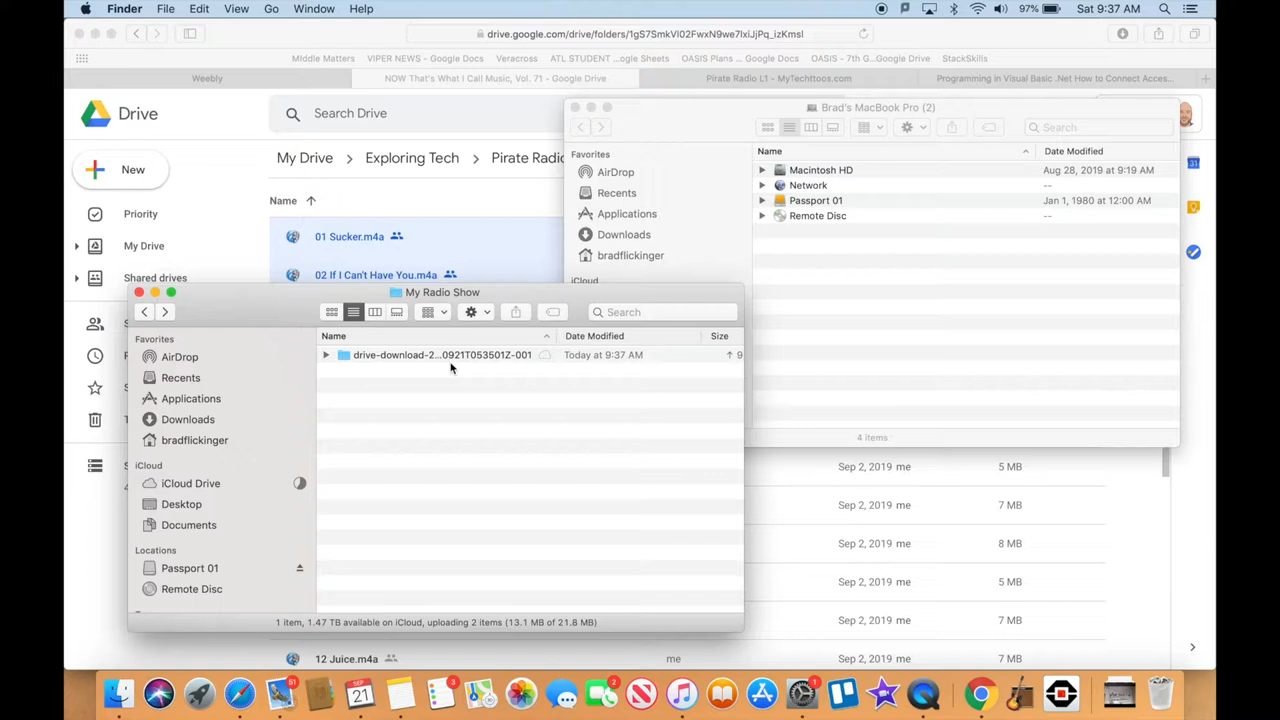 Finder File Edit View Go Window Help 97% Sat 9:37 AM
drive.google.com/drive/folders/1gS7SmkVl02FwxN9we7lxiJjPq_izKmsl
MIddle Matters VIPER NEWS - Google Docs Veracross ATL STUDENT ...gle Sheets OASIS Plans ... Google Docs OASIS - 7th G...Google Drive StackSkills
Weebly NOW That's What I Call Music, Vol. 71 - Google Drive Pirate Radio L1 - MyTechttoos.com Programming in Visual Basic .Net How to Connect Acces...
Drive Search Drive
New
My Drive Exploring Tech Pirate Radio
Priority
My Drive
Shared drives
Name
01 Sucker.m4a
02 If I Can't Have You.m4a
Brad's MacBook Pro (2)
Search
Favorites
AirDrop
Recents
Applications
Downloads
bradflickinger
iCloud
Name Date Modified
Macintosh HD Aug 28, 2019 at 9:19 AM
Network --
Passport 01 Jan 1, 1980 at 12:00 AM
Remote Disc --
4 items
My Radio Show
Search
Favorites
AirDrop
Recents
Applications
Downloads
bradflickinger
iCloud
iCloud Drive
Desktop
Documents
Locations
Passport 01
Remote Disc
Name Date Modified Size
drive-download-2...0921T053501Z-001 Today at 9:37 AM 9
1 item, 1.47 TB available on iCloud, uploading 2 items (13.1 MB of 21.8 MB)
Sep 2, 2019 me 5 MB
Sep 2, 2019 me 7 MB
Sep 2, 2019 me 8 MB
Sep 2, 2019 me 5 MB
Sep 2, 2019 me 7 MB
12 Juice.m4a me Sep 2, 2019 me 7 MB
51 SEP 21 3 2 1